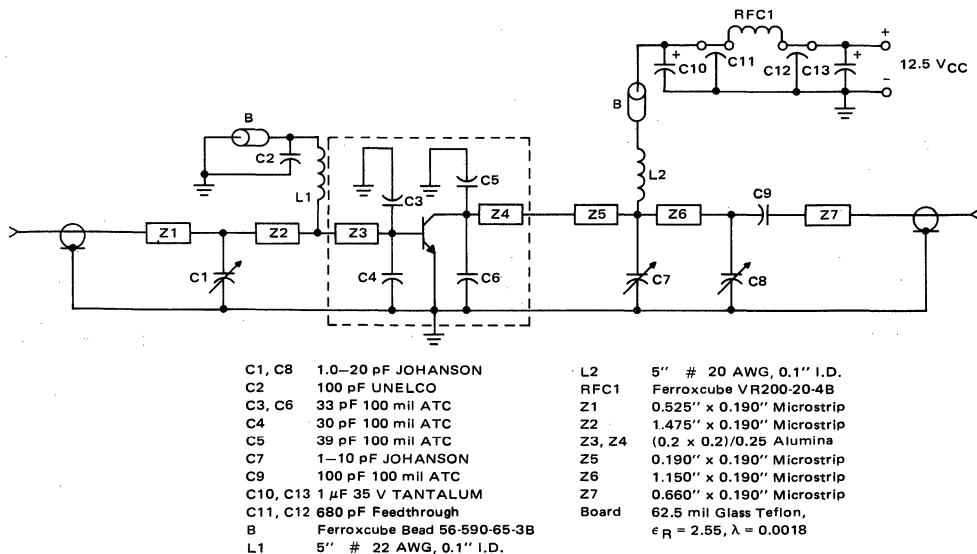 RFC1
+
+
+
C10
C11
C12
C13
12.5 VCC
−
B
B
C2
L1
C3
C5
L2
C9
Z1
Z2
Z3
Z4
Z5
Z6
Z7
C1
C4
C6
C7
C8
C1, C8 1.0–20 pF JOHANSON
C2 100 pF UNELCO
C3, C6 33 pF 100 mil ATC
C4 30 pF 100 mil ATC
C5 39 pF 100 mil ATC
C7 1–10 pF JOHANSON
C9 100 pF 100 mil ATC
C10, C13 1 μF 35 V TANTALUM
C11, C12 680 pF Feedthrough
B Ferroxcube Bead 56-590-65-3B
L1 5" # 22 AWG, 0.1" I.D.
L2 5" # 20 AWG, 0.1" I.D.
RFC1 Ferroxcube VR200-20-4B
Z1 0.525" x 0.190" Microstrip
Z2 1.475" x 0.190" Microstrip
Z3, Z4 (0.2 x 0.2)/0.25 Alumina
Z5 0.190" x 0.190" Microstrip
Z6 1.150" x 0.190" Microstrip
Z7 0.660" x 0.190" Microstrip
Board 62.5 mil Glass Teflon,
εR = 2.55, λ = 0.0018